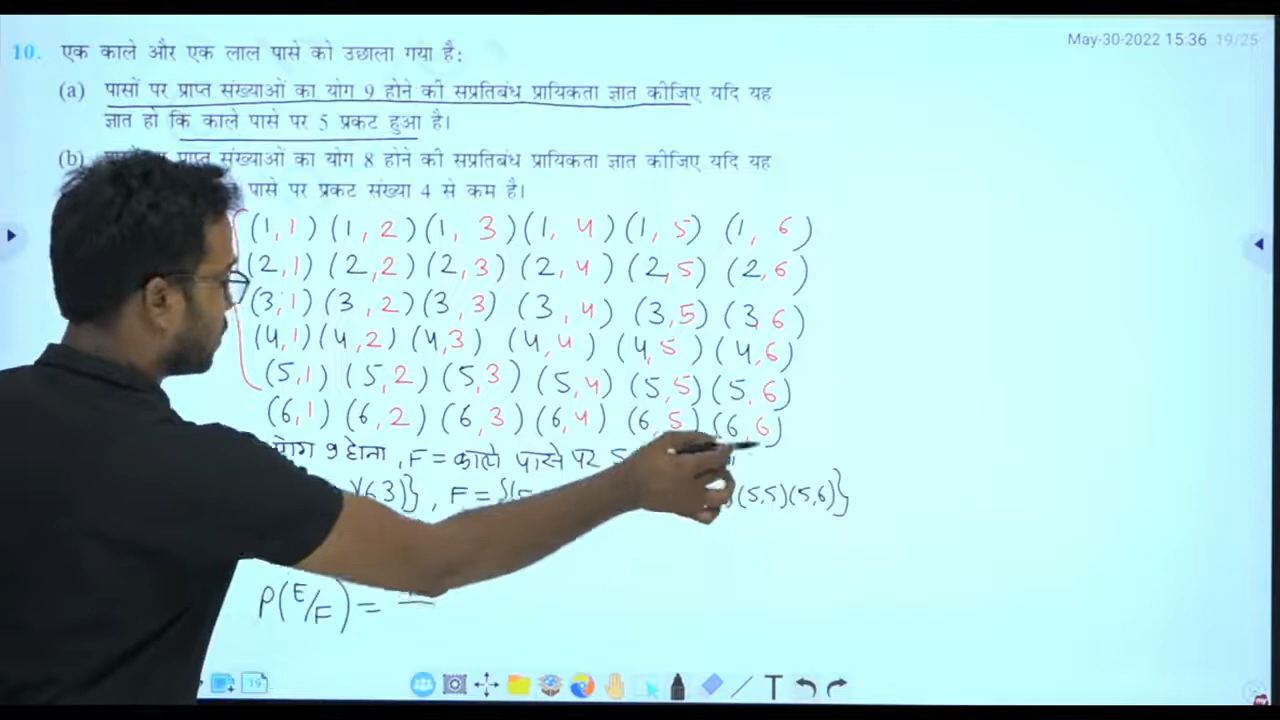 May-30-2022 15:36 19/25
10. एक काले और एक लाल पासे को उछाला गया है:
(a) पासों पर प्राप्त संख्याओं का योग 9 होने की सप्रतिबंध प्रायिकता ज्ञात कीजिए यदि यह
ज्ञात हो कि काले पासे पर 5 प्रकट हुआ है।
(b) प्राप्त संख्याओं का योग 8 होने की सप्रतिबंध प्रायिकता ज्ञात कीजिए यदि यह
पासे पर प्रकट संख्या 4 से कम है।
(1,1) (1,2) (1,3) (1,4) (1,5) (1,6)
(2,1) (2,2) (2,3) (2,4) (2,5) (2,6)
(3,1) (3,2) (3,3) (3,4) (3,5) (3,6)
(4,1) (4,2) (4,3) (4,4) (4,5) (4,6)
(5,1) (5,2) (5,3) (5,4) (5,5) (5,6)
(6,1) (6,2) (6,3) (6,4) (6,5) (6,6)
योग 9 होना, F = काले पासे पर 5
(6,3)}, F = {(5 (5,5)(5,6)}
P(E/F) =
19
T